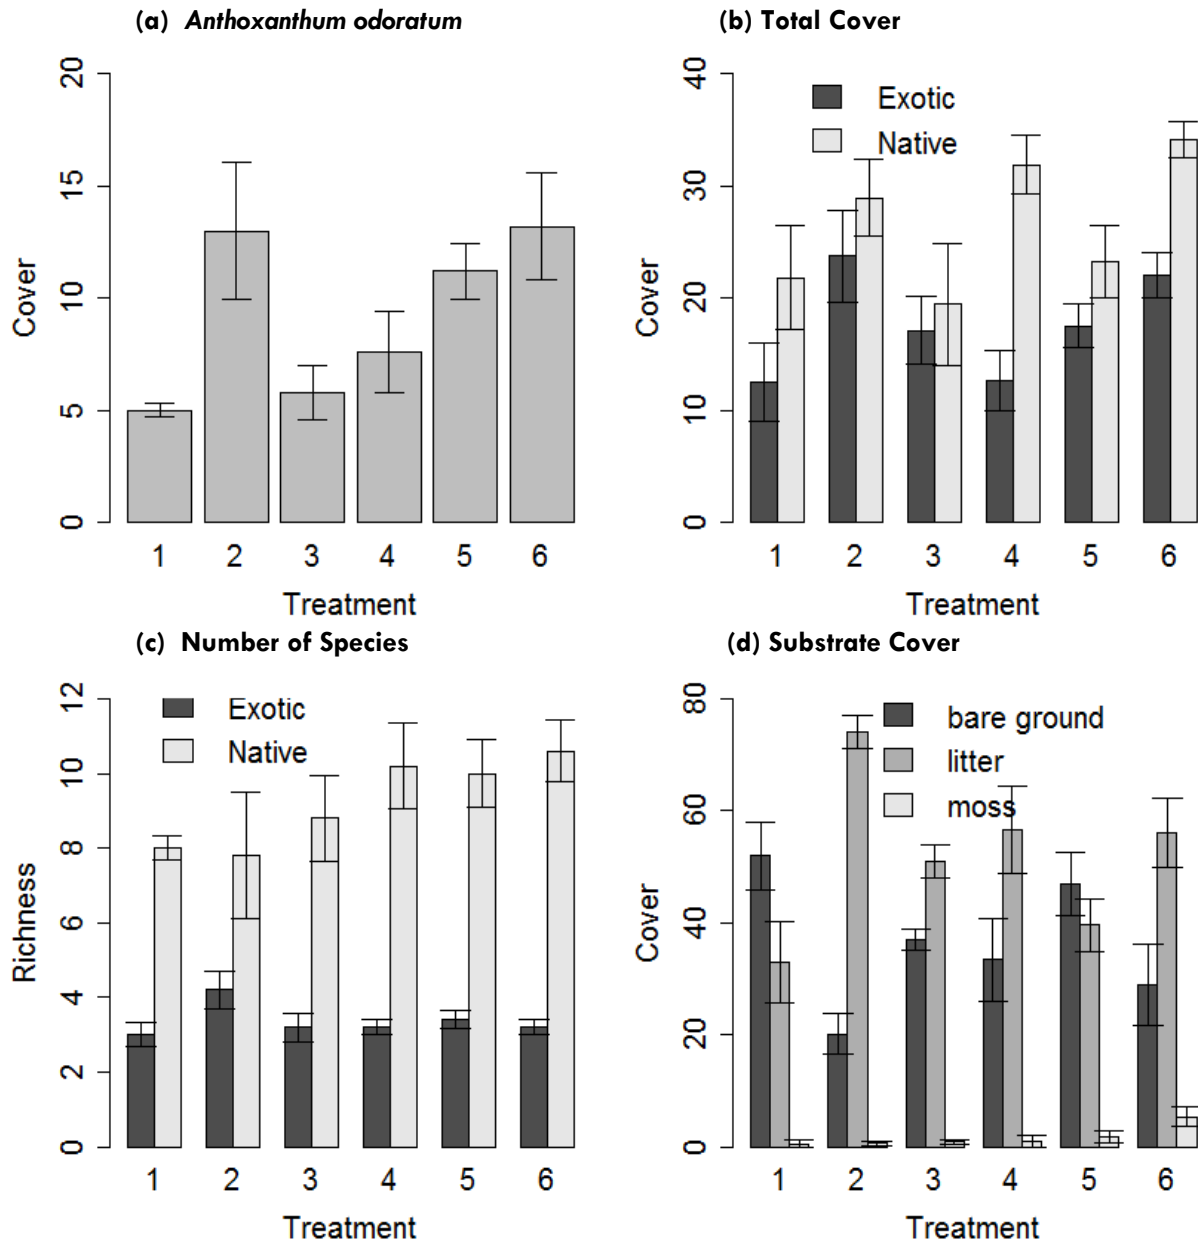 (a) Anthoxanthum odoratum
20
15
10
5
0
Cover
1 2 3 4 5 6
Treatment
(b) Total Cover
Exotic
Native
40
30
20
10
0
Cover
1 2 3 4 5 6
Treatment
(c) Number of Species
Exotic
Native
12
10
8
6
4
2
0
Richness
1 2 3 4 5 6
Treatment
(d) Substrate Cover
bare ground
litter
moss
80
60
40
20
0
Cover
1 2 3 4 5 6
Treatment